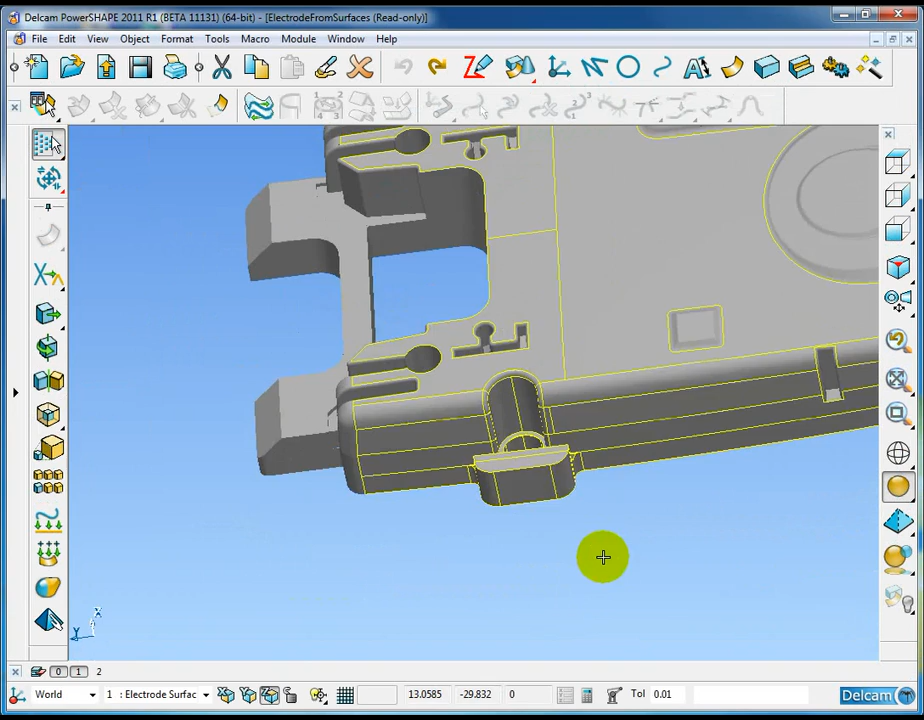 Delcam PowerSHAPE 2011 R1 (BETA 11131) (64-bit) - [ElectrodeFromSurfaces (Read-only)]
File Edit View Object Format Tools Macro Module Window Help
0 1 2
World 1 : Electrode Surfac 13.0585 -29.832 0 Tol 0.01 Delcam
X
Y